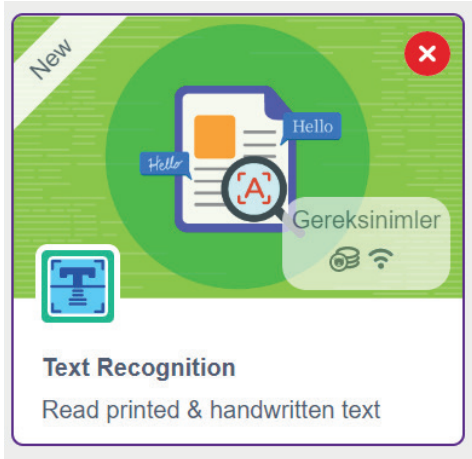 New
Hello
Hello
A
Gereksinimler
Text Recognition
Read printed & handwritten text